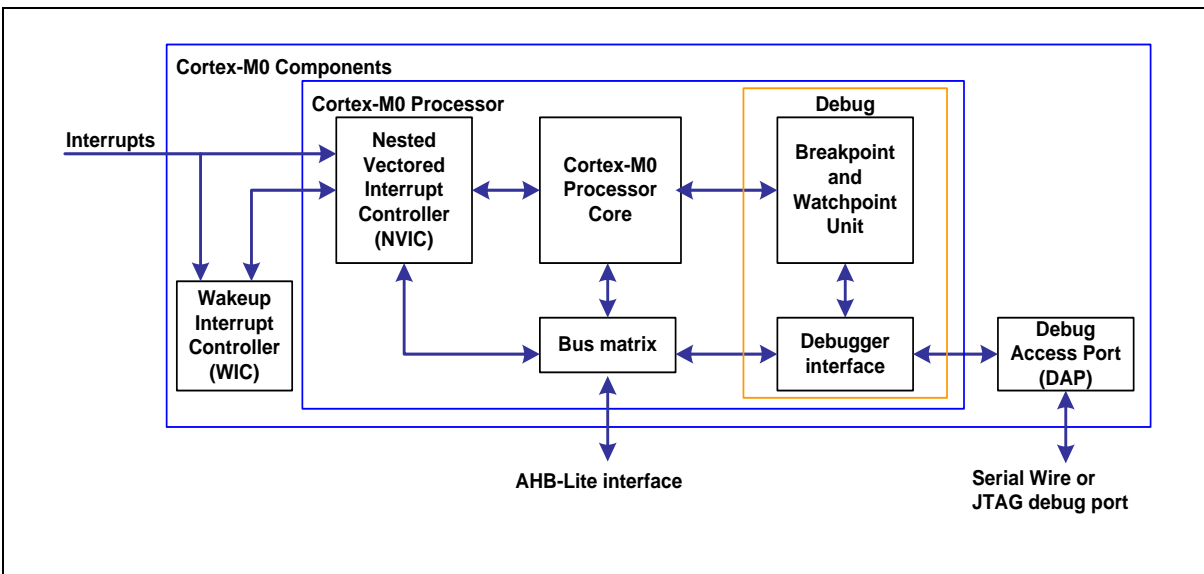 Cortex-M0 Components
Cortex-M0 Processor
Debug
Interrupts
Nested
Vectored
Interrupt
Controller
(NVIC)
Cortex-M0
Processor
Core
Breakpoint
and
Watchpoint
Unit
Wakeup
Interrupt
Controller
(WIC)
Bus matrix
Debugger
interface
Debug
Access Port
(DAP)
AHB-Lite interface
Serial Wire or
JTAG debug port